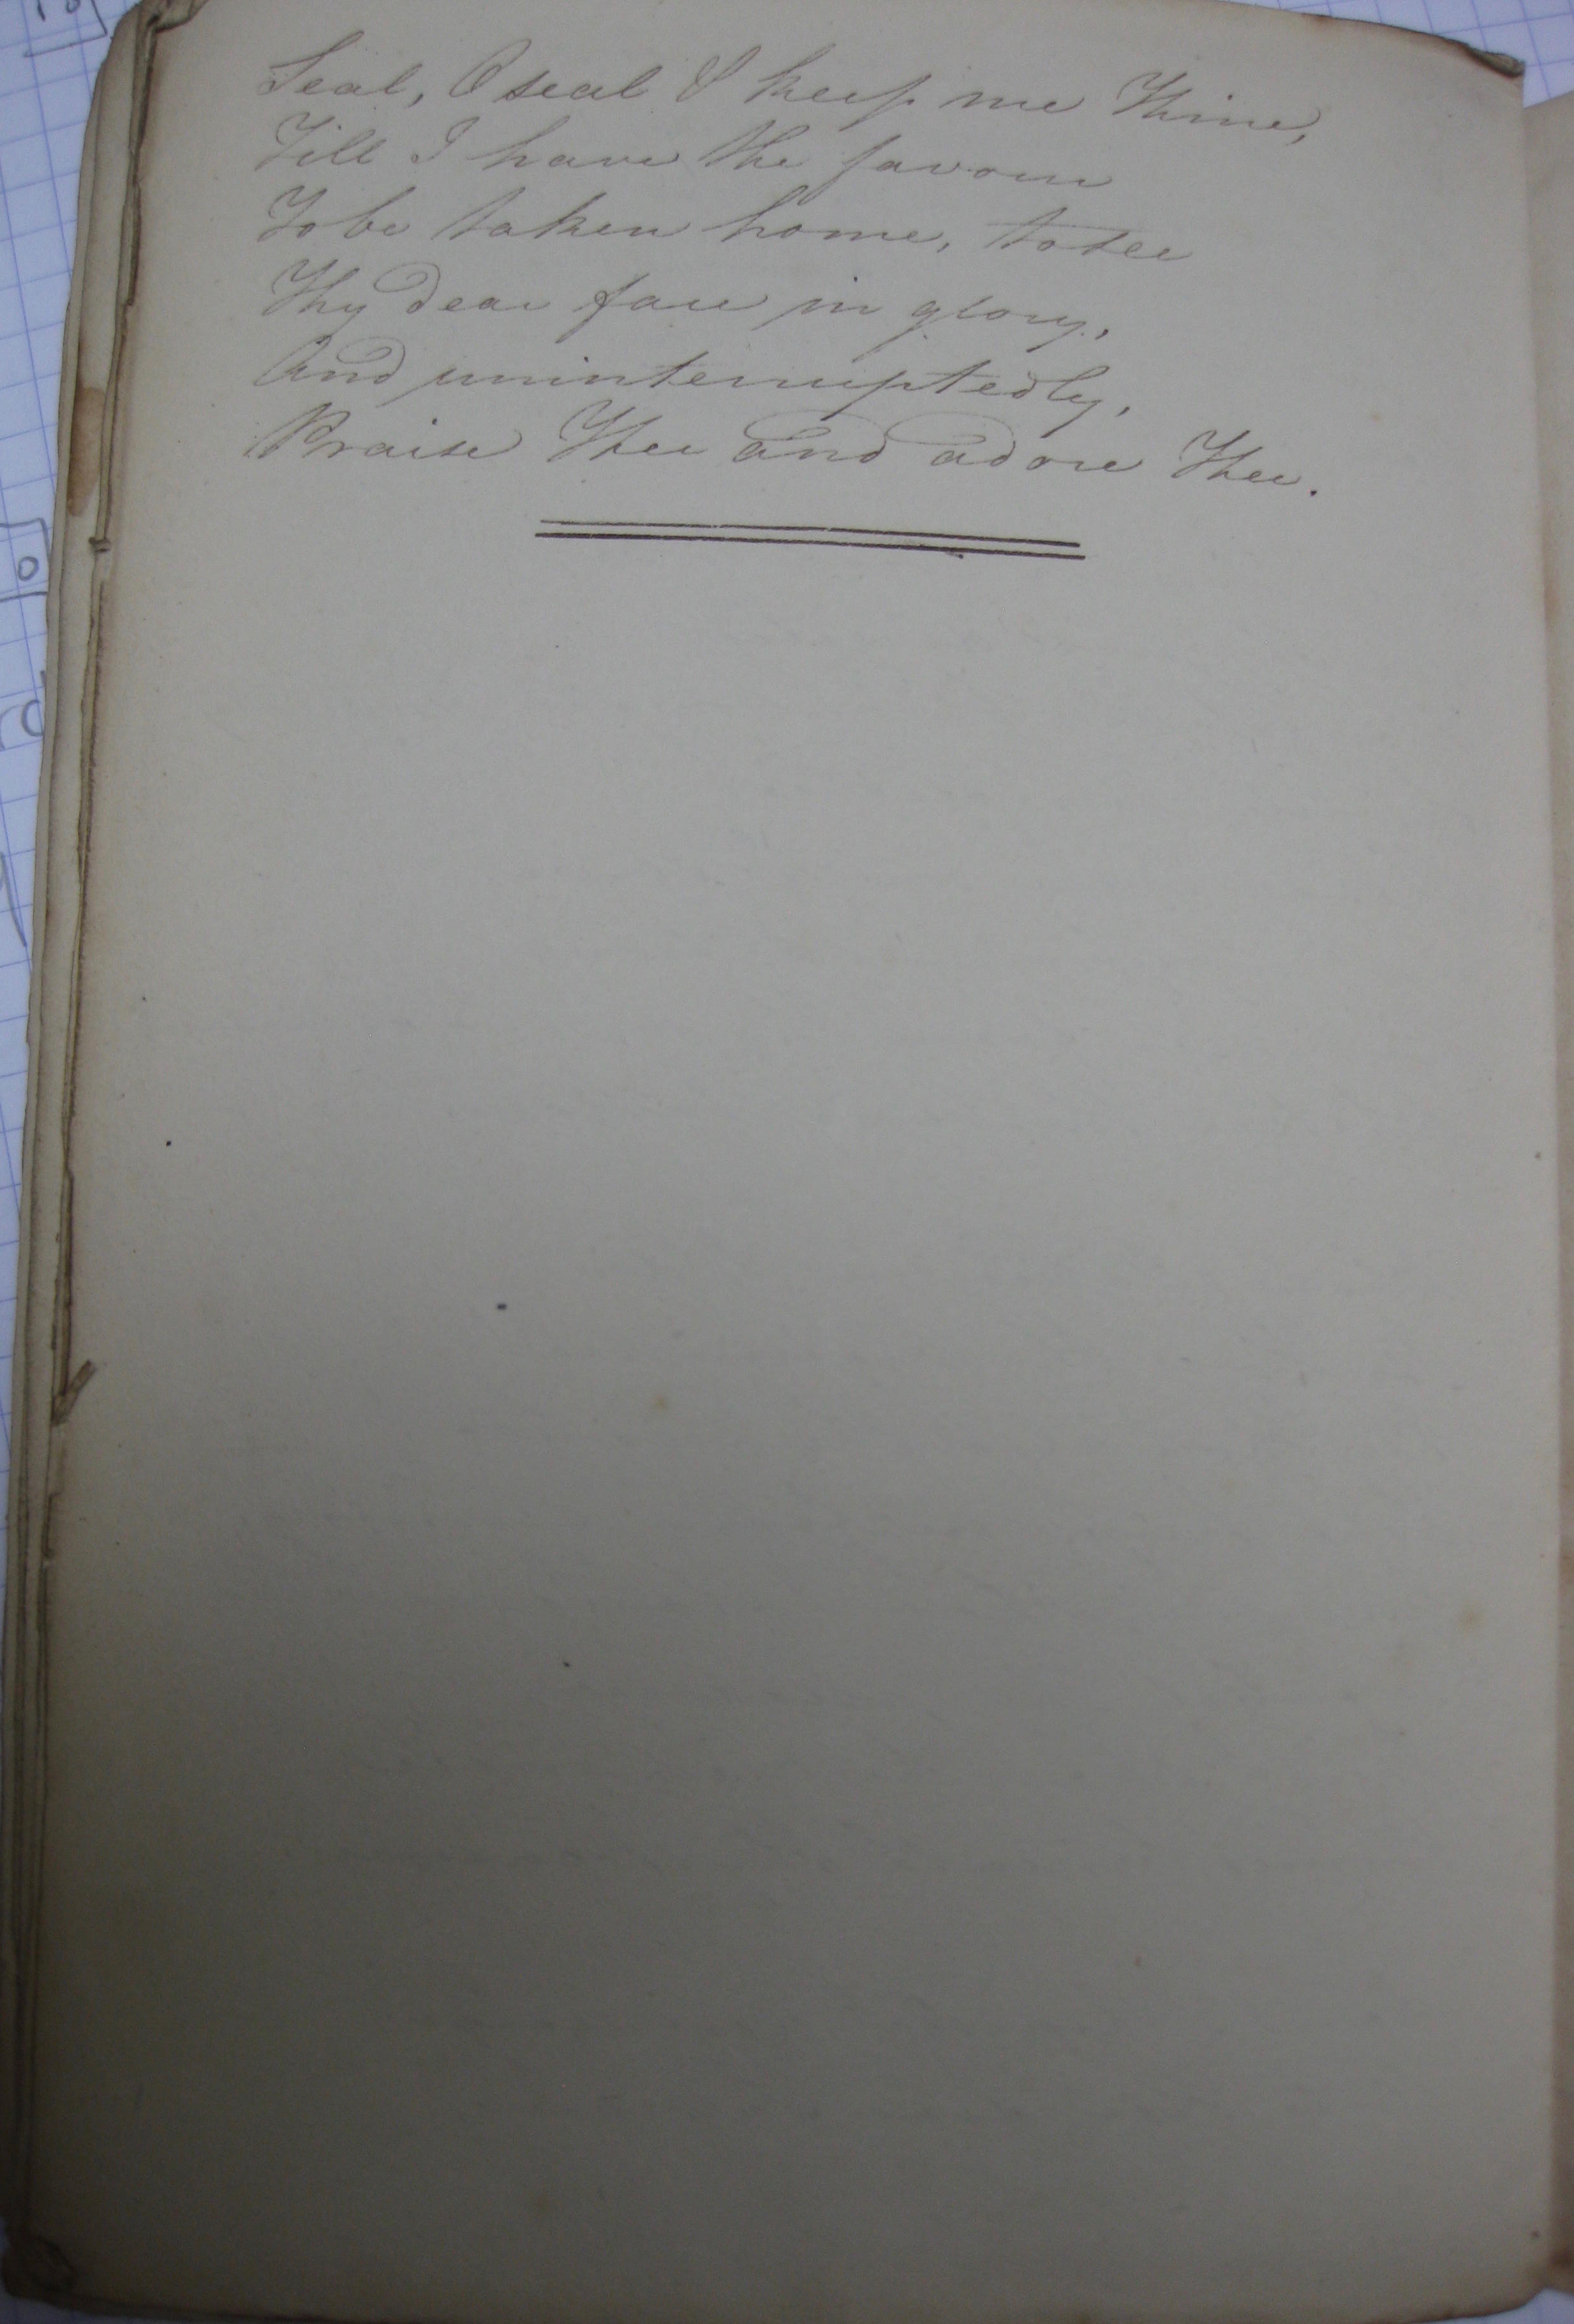 Seal, O seal & keep me Thine,
Till I have the favour
To be taken home, to see
Thy dear face in glory,
And uninterruptedly,
Praise Thee and adore Thee.